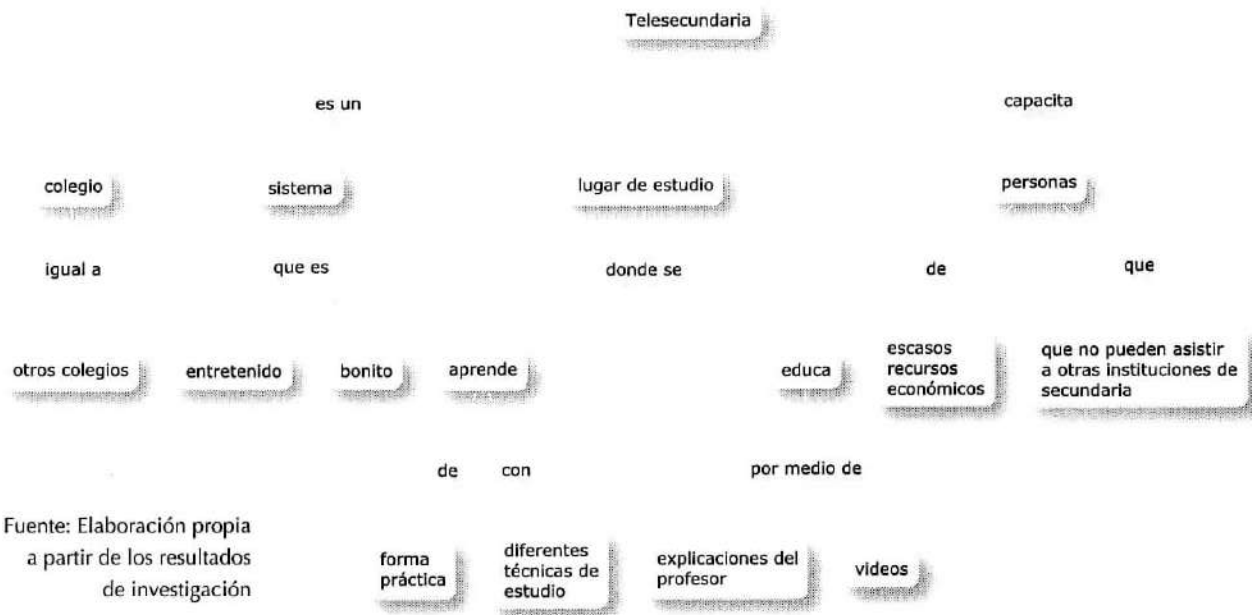 Telesecundaria
es un
capacita
colegio
sistema
lugar de estudio
personas
igual a
que es
donde se
de
que
otros colegios
entretenido
bonito
aprende
educa
escasos
recursos
económicos
que no pueden asistir
a otras instituciones de
secundaria
de
con
por medio de
Fuente: Elaboración propia
a partir de los resultados
de investigación
forma
práctica
diferentes
técnicas de
estudio
explicaciones del
profesor
videos